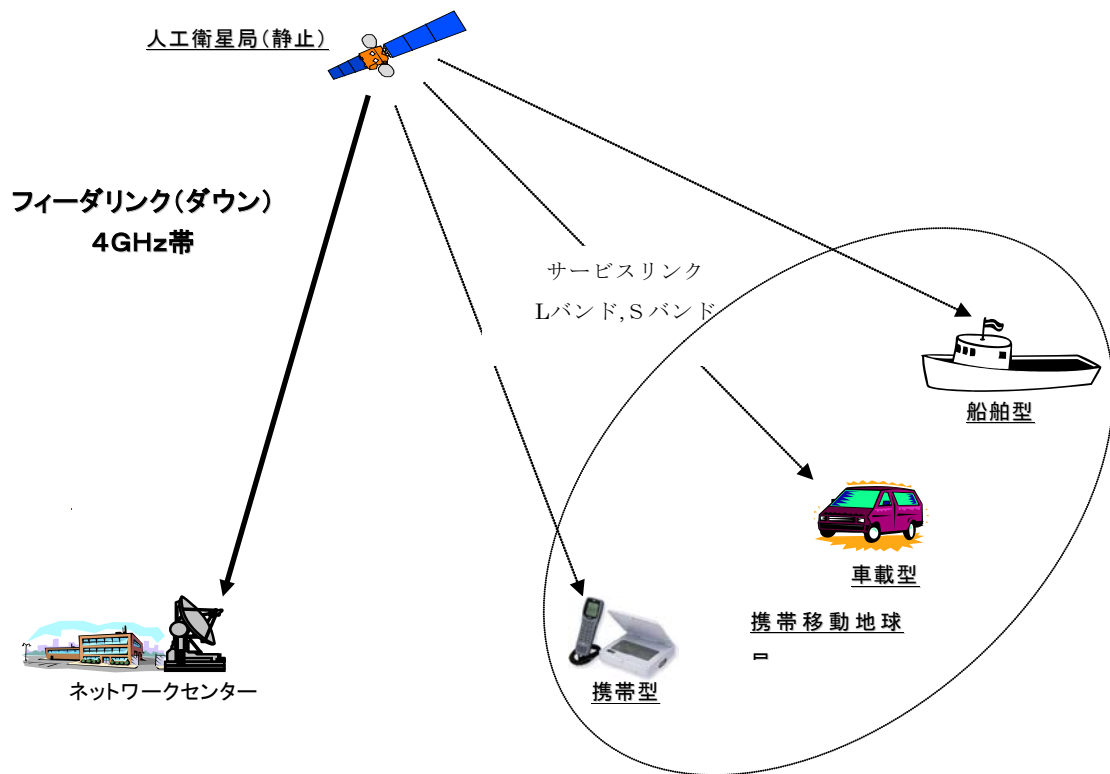 人工衛星局(静止)
フィーダリンク(ダウン)
4GHz帯
サービスリンク
Lバンド,Sバンド
船舶型
車載型
携帯移動地球
携帯型
ネットワークセンター